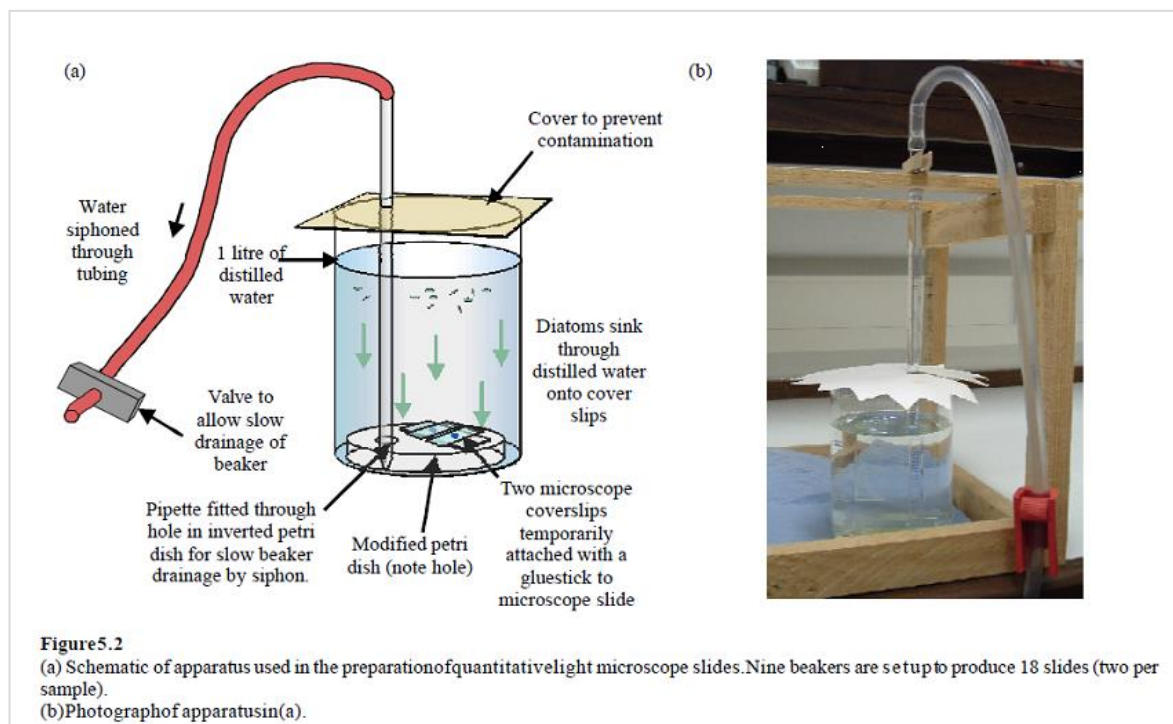 (a)
(b)
Cover to prevent
contamination
Water
siphoned
through
tubing
1 litre of
distilled
water
Diatoms sink
through
distilled water
onto cover
slips
Valve to
allow slow
drainage of
beaker
Pipette fitted through
hole in inverted petri
dish for slow beaker
drainage by siphon.
Modified petri
dish (note hole)
Two microscope
coverslips
temporarily
attached with a
gluestick to
microscope slide
Figure5.2
(a) Schematic of apparatus used in the preparationofquantitativelight microscope slides.Nine beakers are setupto produce 18 slides (two per
sample).
(b)Photographof apparatusin(a).